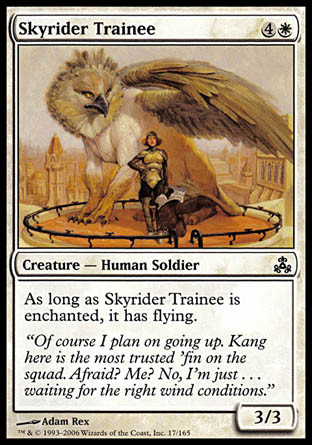 Skyrider Trainee 4
Creature — Human Soldier
As long as Skyrider Trainee is
enchanted, it has flying.
“Of course I plan on going up. Kang
here is the most trusted ’fin on the
squad. Afraid? Me? No, I’m just . . .
waiting for the right wind conditions.”
Adam Rex
™ & © 1993–2006 Wizards of the Coast, Inc. 17/165
3/3